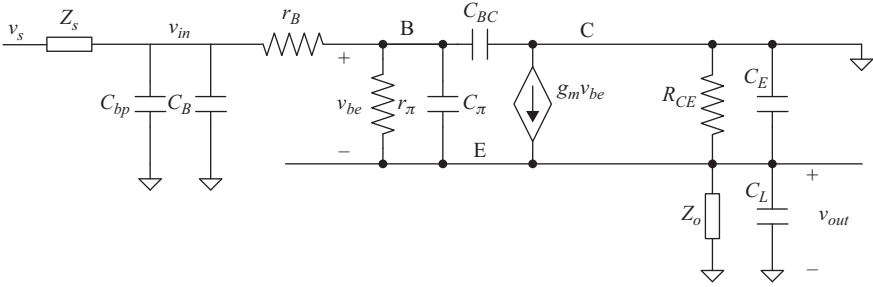 v_s
Z_s
v_in
r_B
B
C_BC
C
C_bp
C_B
+
v_be
r_π
C_π
g_m v_be
R_CE
C_E
−
E
Z_o
C_L
+
v_out
−